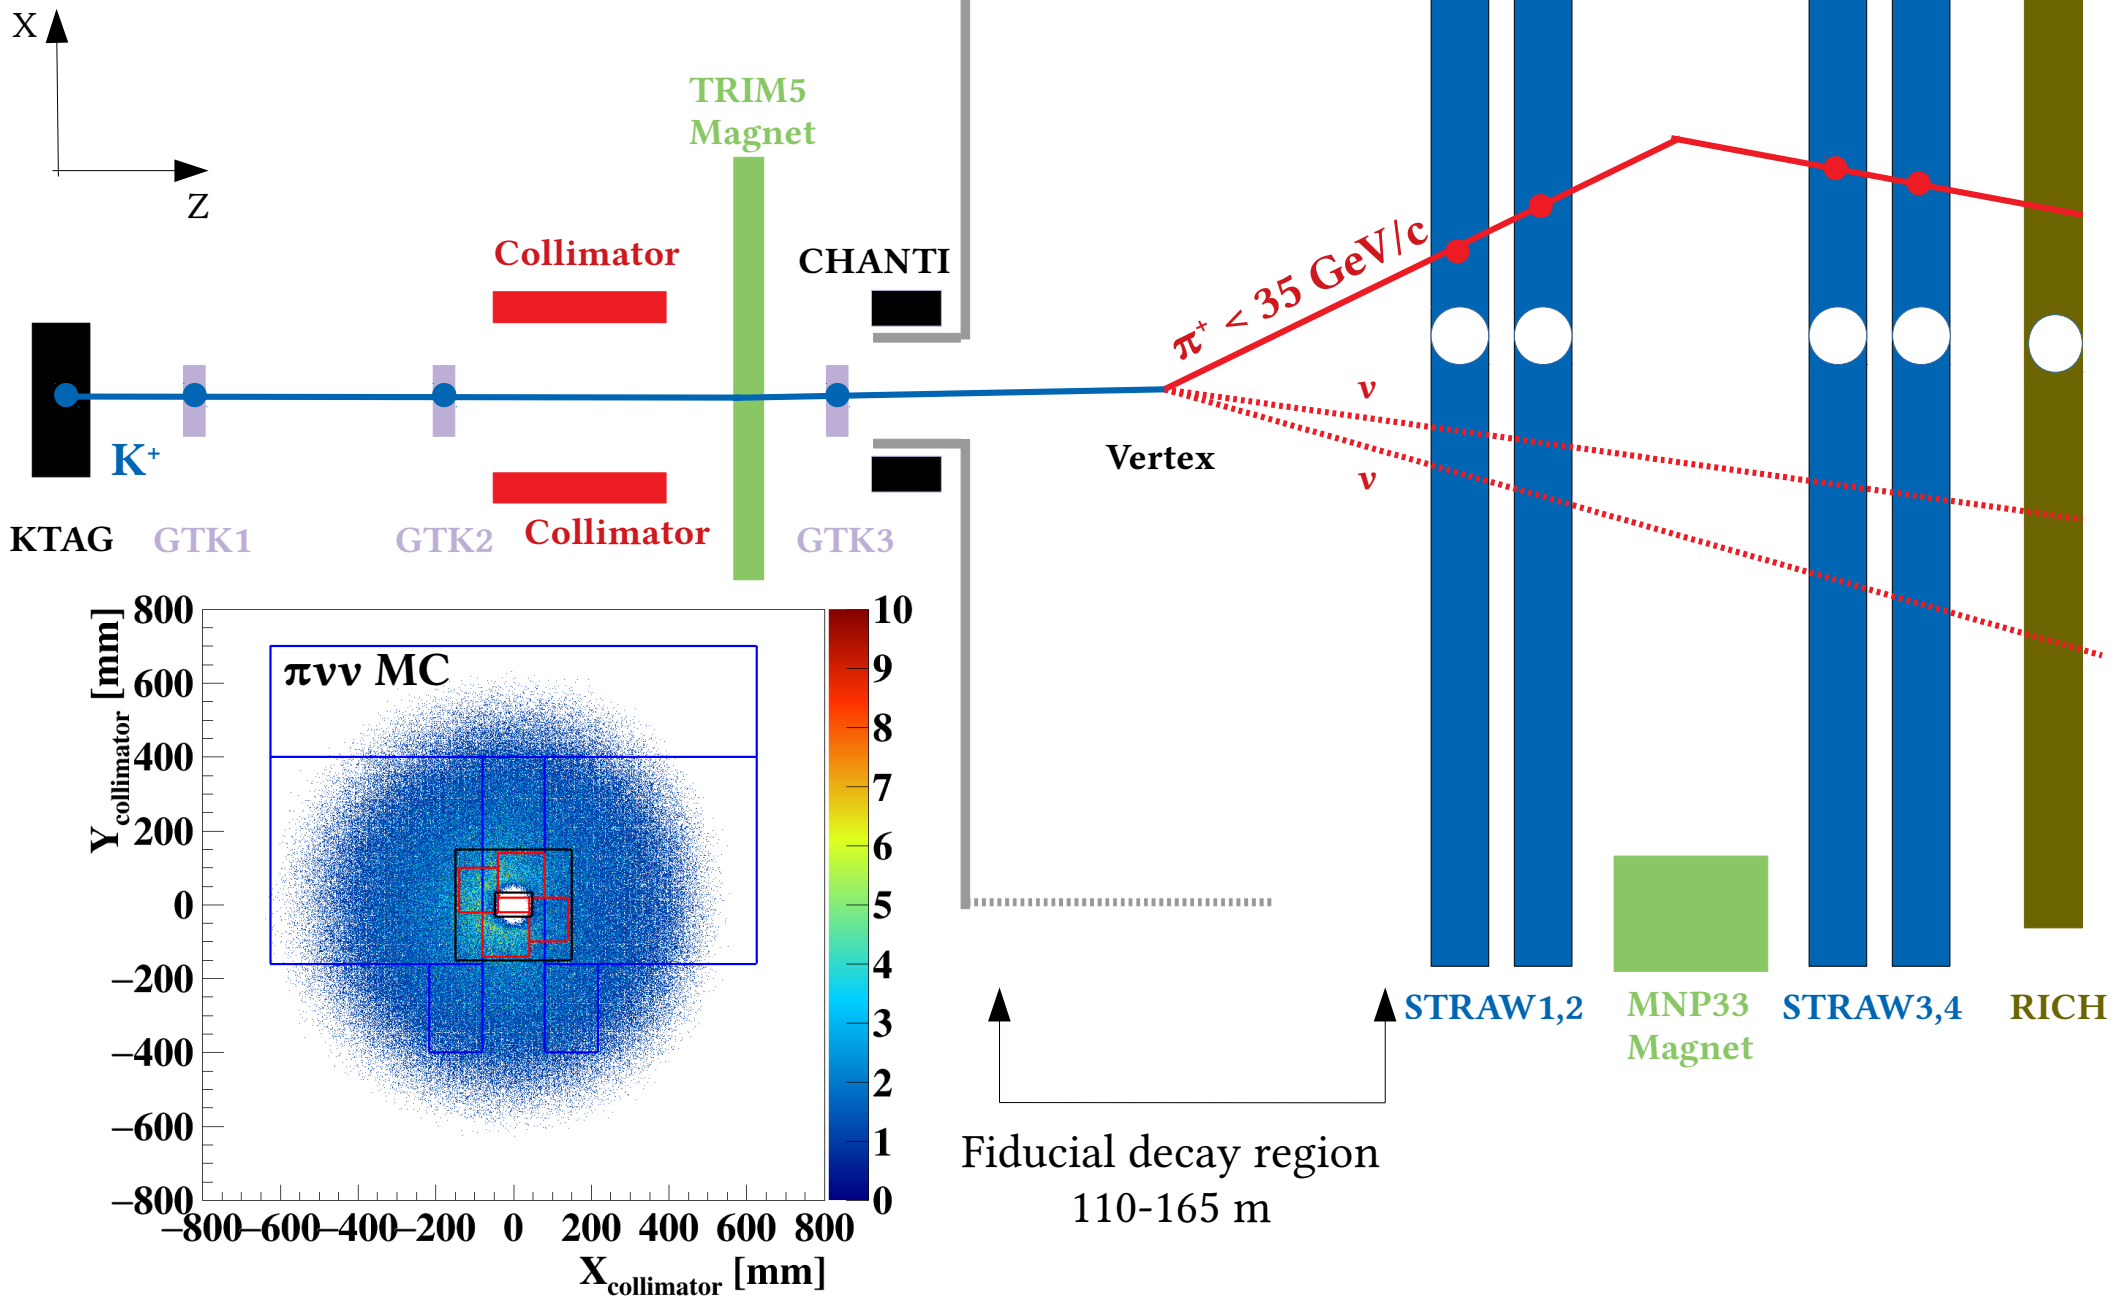 X
Z
TRIM5
Magnet
Collimator
CHANTI
π⁺ < 35 GeV/c
K⁺
ν
ν
Vertex
KTAG
GTK1
GTK2
Collimator
GTK3
πνν MC
Y collimator [mm]
800
600
400
200
0
−200
−400
−600
−800
−800
−600
−400
−200
0
200
400
600
800
X collimator [mm]
10
9
8
7
6
5
4
3
2
1
0
STRAW1,2
MNP33
Magnet
STRAW3,4
RICH
Fiducial decay region
110-165 m